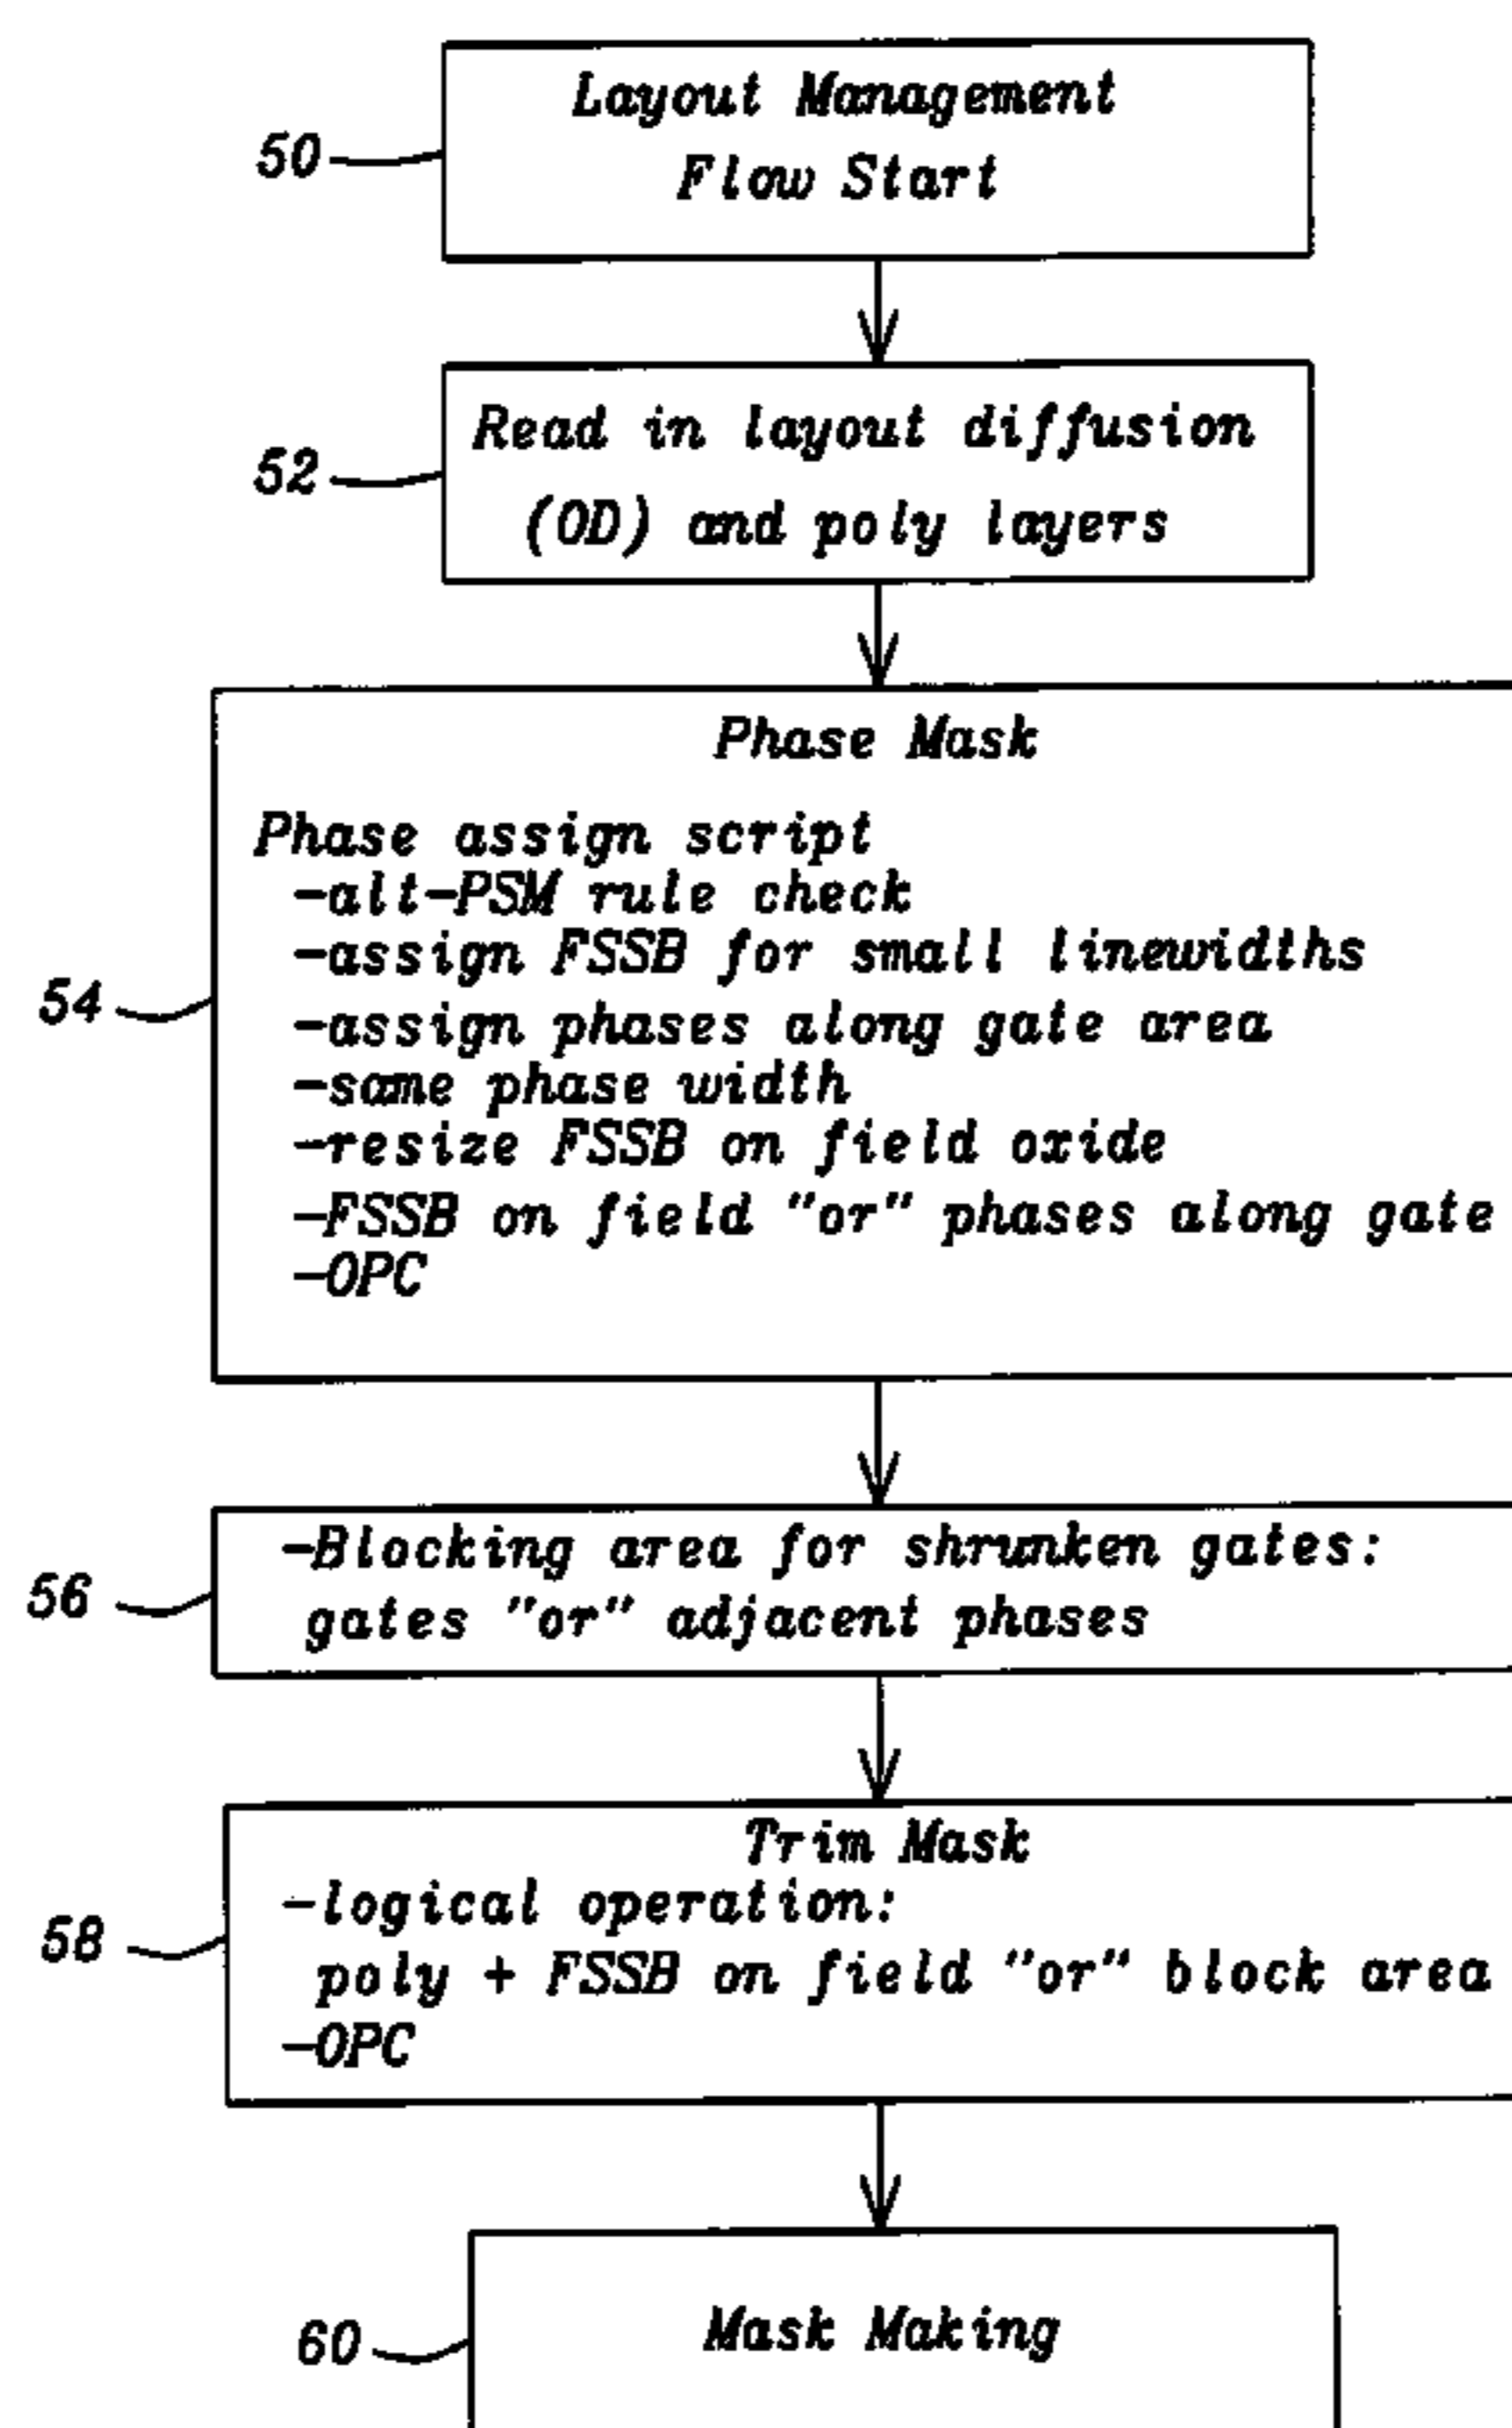 Layout Management
50
Flow Start
Read in layout diffusion
52
(OD) and poly layers
Phase Mask
Phase assign script
-alt-PSM rule check
-assign FSSB for small linewidths
54
-assign phases along gate area
-same phase width
-resize FSSB on field oxide
-FSSB on field "or" phases along gate
-OPC
-Blocking area for shrunken gates:
56
gates "or" adjacent phases
Trim Mask
-logical operation:
58
poly + FSSB on field "or" block area
-OPC
60
Mask Making